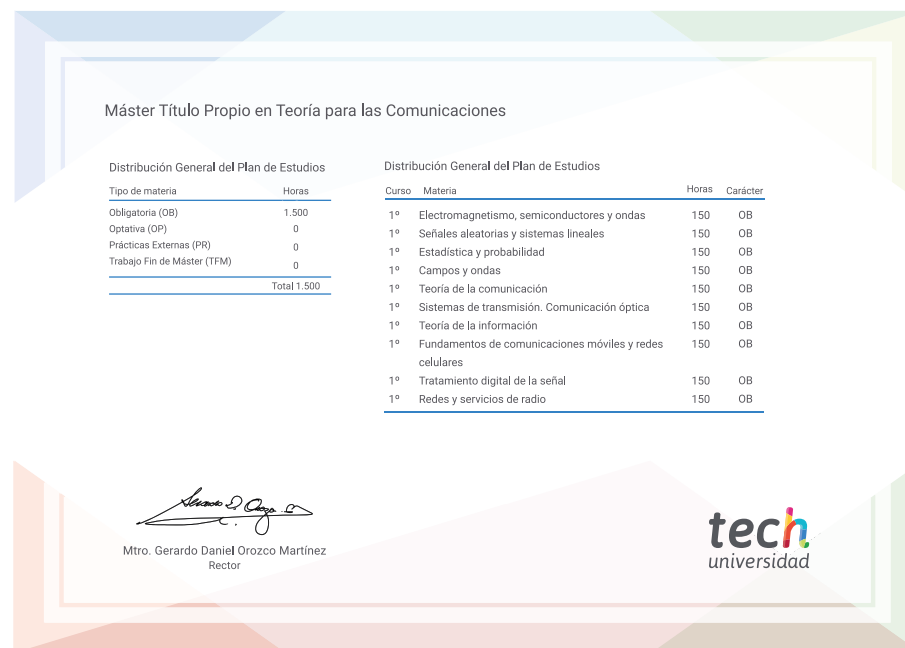 Máster Título Propio en Teoría para las Comunicaciones
Distribución General del Plan de Estudios
Tipo de materia Horas
Obligatoria (OB) 1.500
Optativa (OP) 0
Prácticas Externas (PR) 0
Trabajo Fin de Máster (TFM) 0
Total 1.500
Distribución General del Plan de Estudios
Curso Materia Horas Carácter
1º Electromagnetismo, semiconductores y ondas 150 OB
1º Señales aleatorias y sistemas lineales 150 OB
1º Estadística y probabilidad 150 OB
1º Campos y ondas 150 OB
1º Teoría de la comunicación 150 OB
1º Sistemas de transmisión. Comunicación óptica 150 OB
1º Teoría de la información 150 OB
1º Fundamentos de comunicaciones móviles y redes 150 OB
celulares
1º Tratamiento digital de la señal 150 OB
1º Redes y servicios de radio 150 OB
Mtro. Gerardo Daniel Orozco Martínez
Rector
tech
universidad